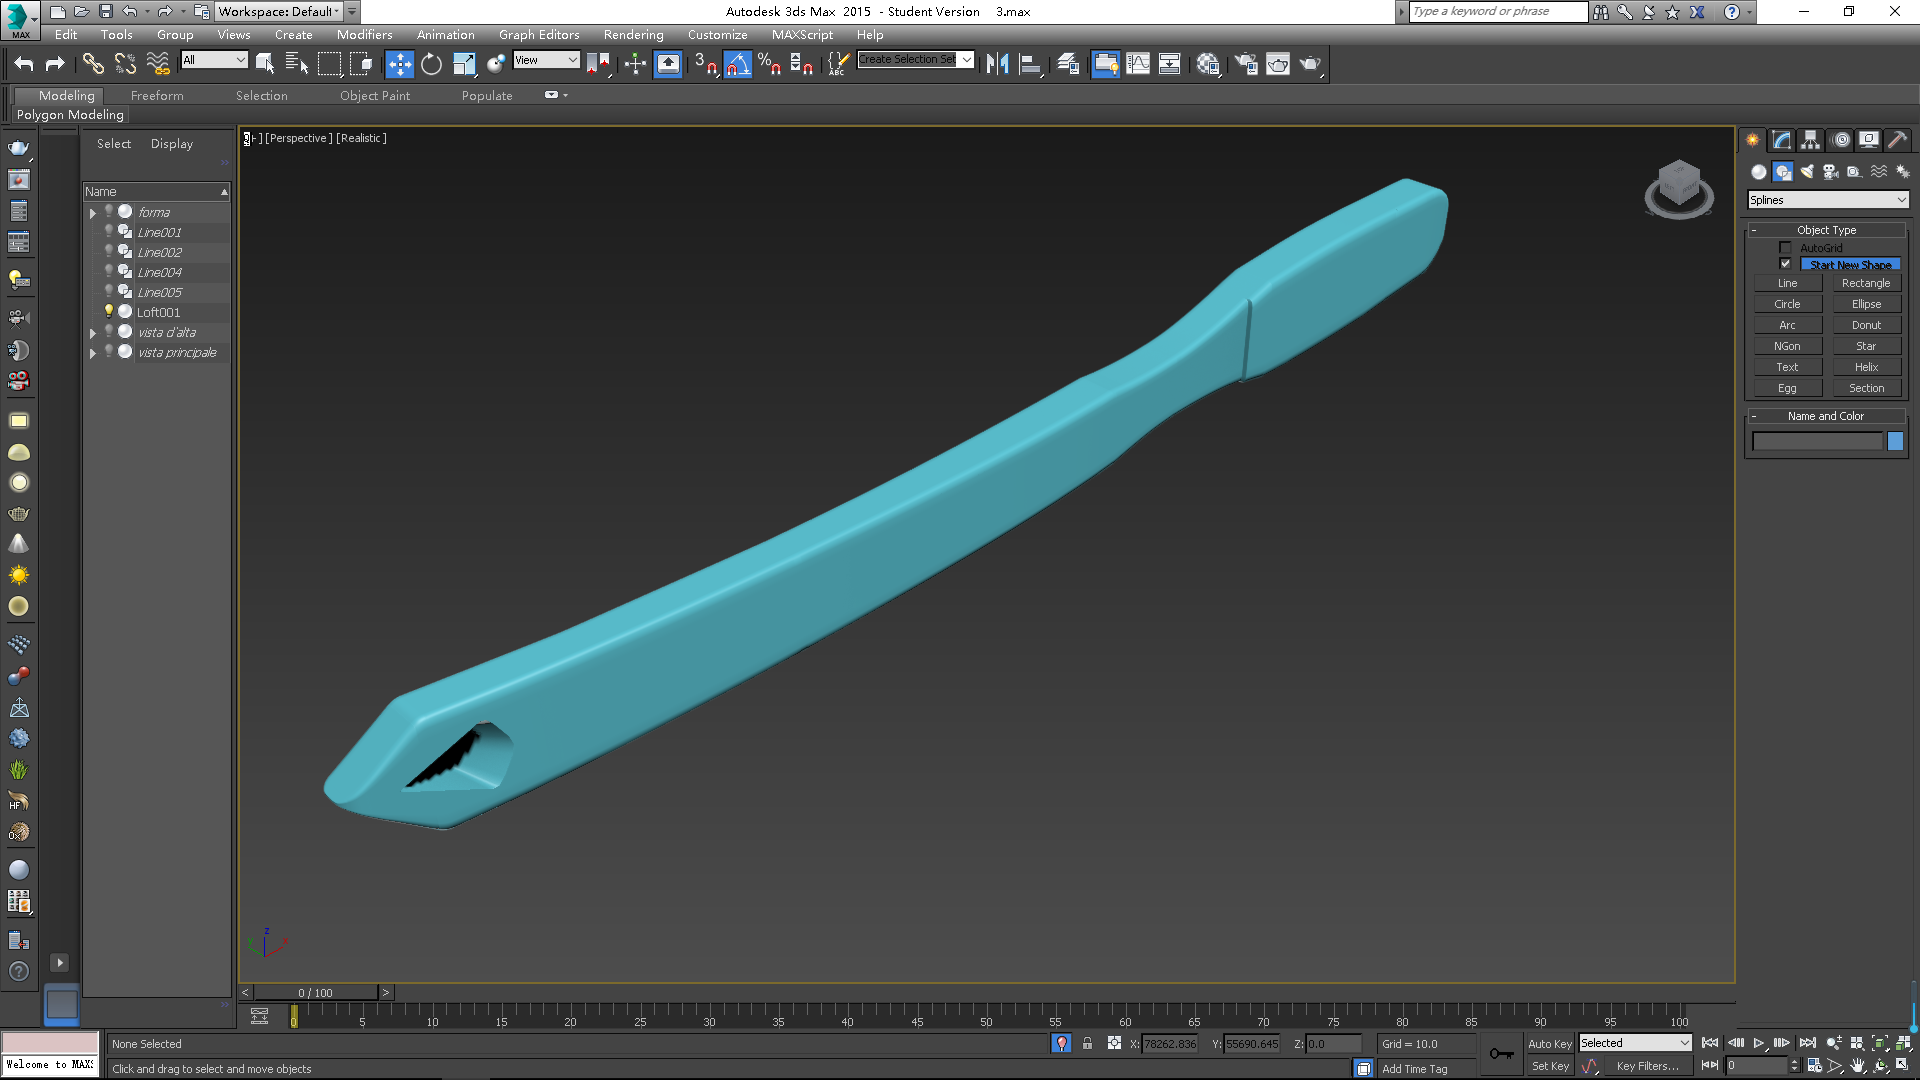 Workspace: Default
Autodesk 3ds Max 2015 - Student Version 3.max
Type a keyword or phrase
MAX
Edit Tools Group Views Create Modifiers Animation Graph Editors Rendering Customize MAXScript Help
All
View
3
ABC
Create Selection Set
Modeling Freeform Selection Object Paint Populate
Polygon Modeling
Select Display
[Perspective ] [Realistic ]
Name
forma
Line001
Line002
Line004
Line005
Loft001
vista d'alta
vista principale
Splines
- Object Type
AutoGrid
Start New Shape
Line Rectangle
Circle Ellipse
Arc Donut
NGon Star
Text Helix
Egg Section
- Name and Color
HF
z
x
< 0 / 100 >
0 5 10 15 20 25 30 35 40 45 50 55 60 65 70 75 80 85 90 95 100
None Selected
X: 78262.836 Y: 55690.645 Z: 0.0
Grid = 10.0
Auto Key Selected
Welcome to MAX:
Click and drag to select and move objects
Add Time Tag
Set Key Key Filters... 0